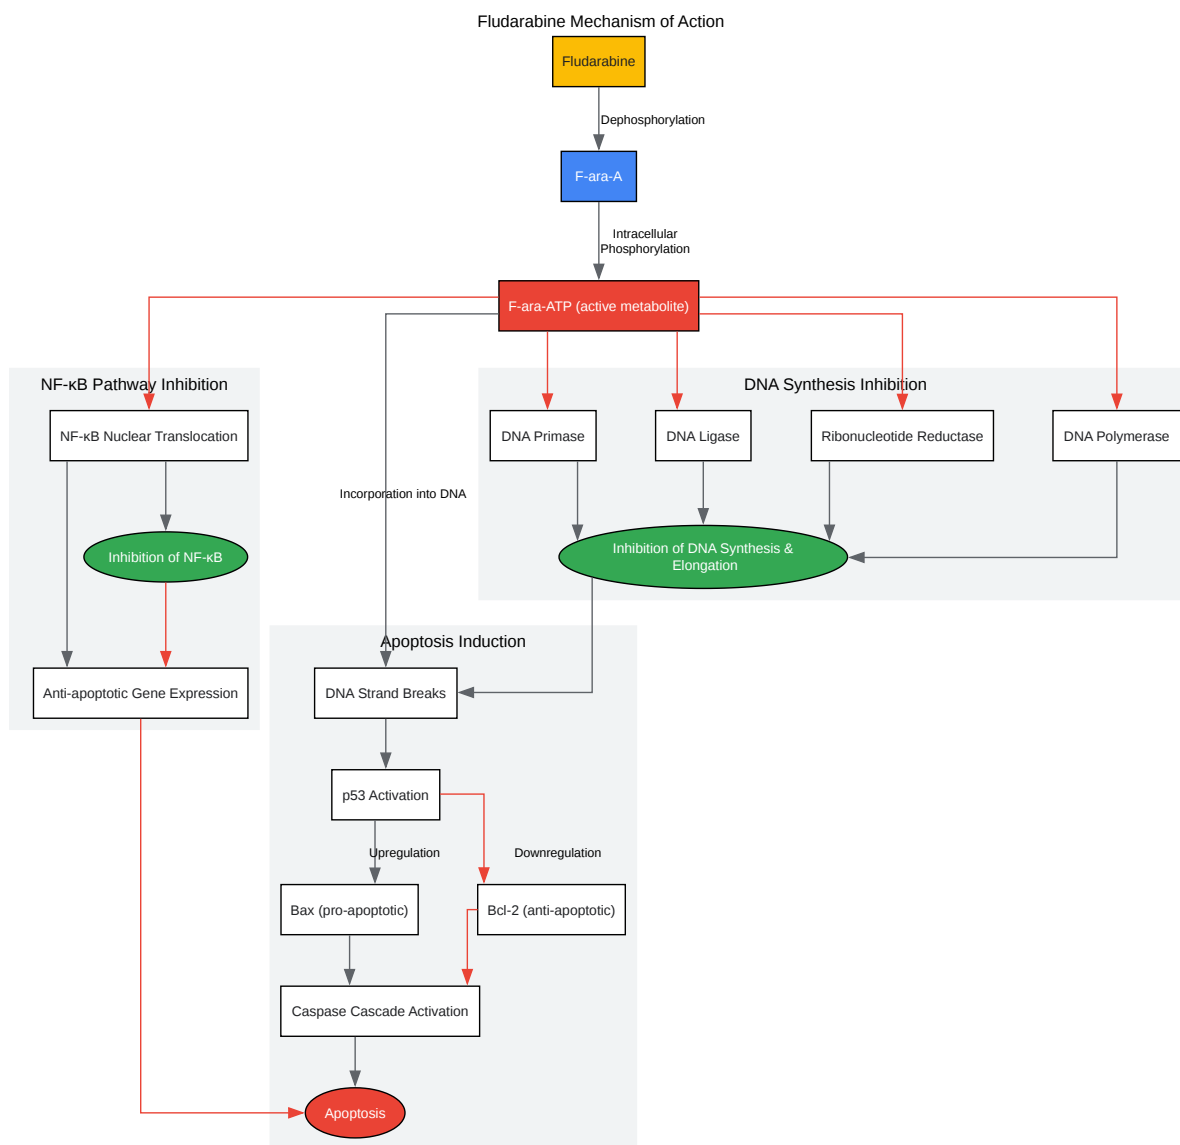 Fludarabine Mechanism of Action
Fludarabine
Dephosphorylation
F-ara-A
Intracellular
Phosphorylation
F-ara-ATP (active metabolite)
NF-κB Pathway Inhibition
DNA Synthesis Inhibition
NF-κB Nuclear Translocation
DNA Primase
DNA Ligase
Ribonucleotide Reductase
DNA Polymerase
Incorporation into DNA
Inhibition of NF-κB
Inhibition of DNA Synthesis &
Elongation
Apoptosis Induction
Anti-apoptotic Gene Expression
DNA Strand Breaks
p53 Activation
Upregulation
Downregulation
Bax (pro-apoptotic)
Bcl-2 (anti-apoptotic)
Caspase Cascade Activation
Apoptosis